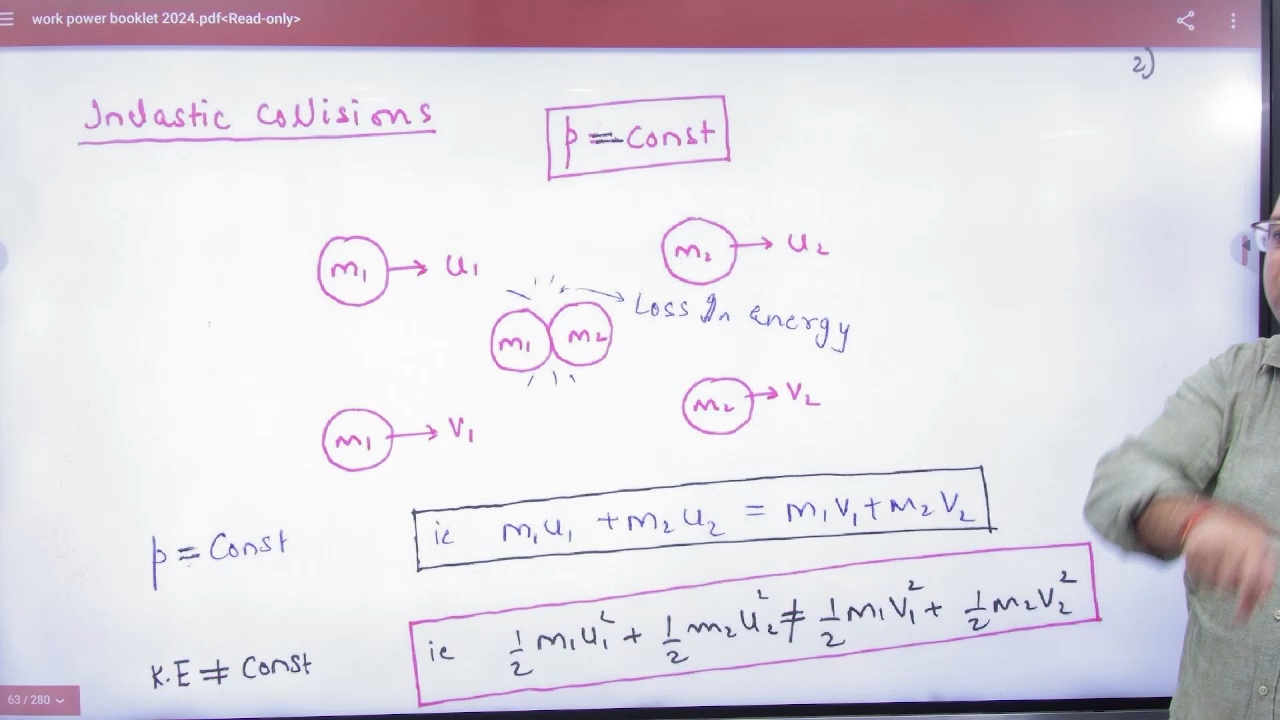 work power booklet 2024.pdf<Read-only>
2)
Inelastic Collisions
p = Const
m₁ → u₁
m₂ → u₂
m₁ m₂ → Loss In energy
m₁ → V₁
m₂ → V₂
p = Const
ie m₁u₁ + m₂u₂ = m₁V₁ + m₂V₂
K.E ≠ Const
ie ½ m₁u₁² + ½ m₂u₂² ≠ ½ m₁V₁² + ½ m₂V₂²
63 / 280